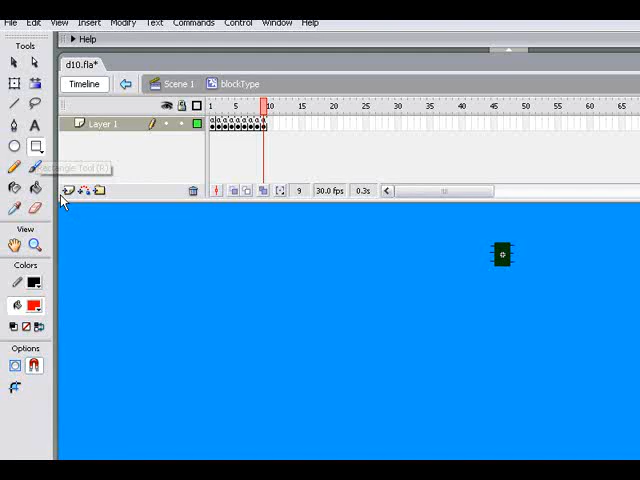 File Edit View Insert Modify Text Commands Control Window Help
Help
Tools
d10.fla*
Timeline
Scene 1
blockType
1 5 10 15 20 25 30 35 40 45 50 55 60 65
Layer 1
A
Rectangle Tool (R)
9 30.0 fps 0.3s
View
Colors
Options